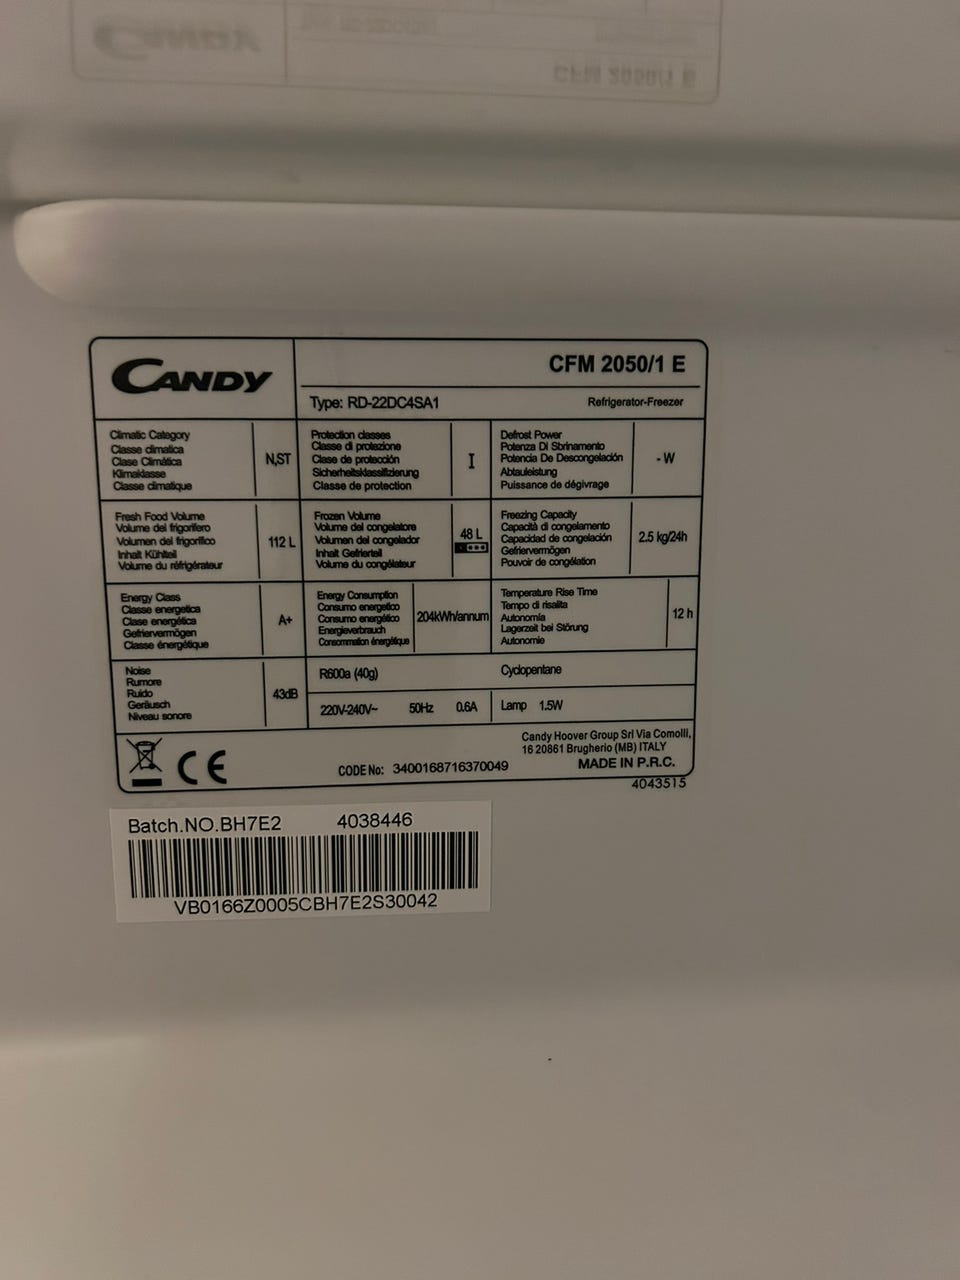 CANDY
CFM 2050/1 E
Type: RD-22DC4SA1
Refrigerator-Freezer
Climatic Category
Classe climatica
Clase Climática
Klimaklasse
Classe climatique
N,ST
Protection classes
Classe di protezione
Clase de protección
Sicherheitsklassifizierung
Classe de protection
I
Defrost Power
Potenza Di Sbrinamento
Potencia De Descongelación
Abtauleistung
Puissance de dégivrage
- W
Fresh Food Volume
Volume del frigorifero
Volumen del frigorifico
Inhalt Kühlteil
Volume du réfrigérateur
112 L
Frozen Volume
Volume del congelatore
Volumen del congelador
Inhalt Gefrierteil
Volume du congélateur
48 L
Freezing Capacity
Capacità di congelamento
Capacidad de congelación
Gefriervermögen
Pouvoir de congélation
2.5 kg/24h
Energy Class
Classe energetica
Clase energética
Gefriervermögen
Classe énergétique
A+
Energy Consumption
Consumo energetico
Consumo energético
Energieverbrauch
Consommation énergétique
204kWh/annum
Temperature Rise Time
Tempo di risalita
Autonomía
Lagerzeit bei Störung
Autonomie
12 h
Noise
Rumore
Ruido
Geräusch
Niveau sonore
43dB
R600a (40g)
Cyclopentane
220V-240V~ 50Hz 0.6A
Lamp 1.5W
CE
CODE No: 3400168716370049
Candy Hoover Group Srl Via Comolli,
16 20861 Brugherio (MB) ITALY
MADE IN P.R.C.
4043515
Batch.NO.BH7E2 4038446
VB0166Z0005CBH7E2S30042